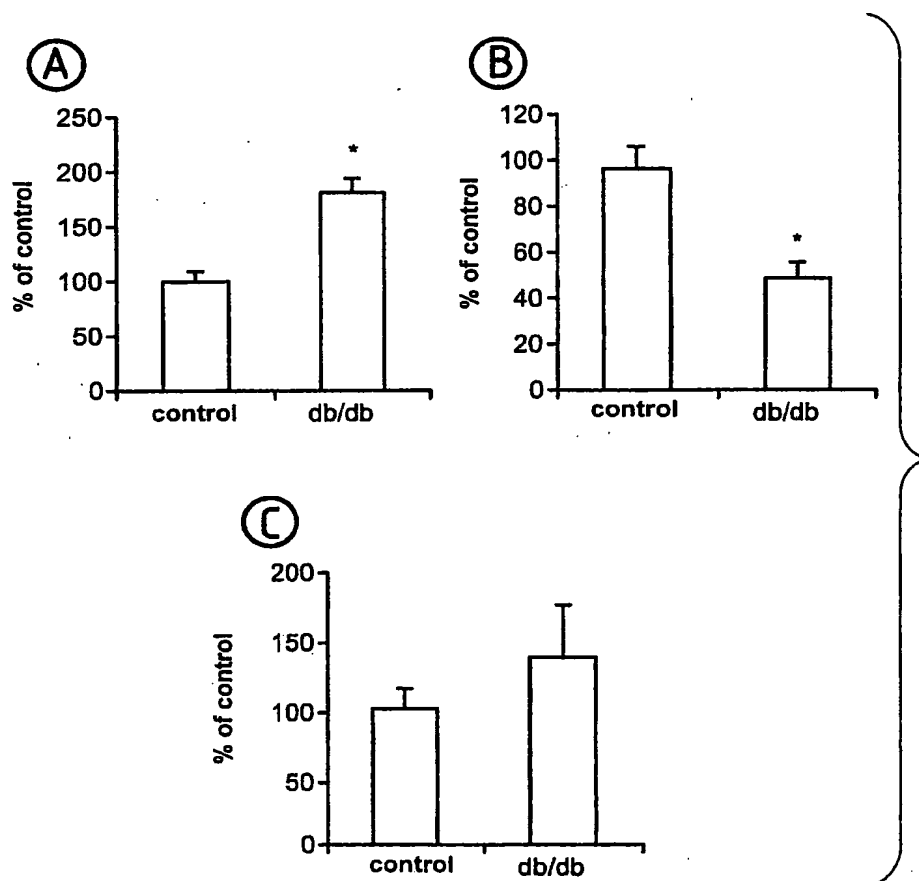 A
250
200
150
100
50
0
% of control
*
control db/db
B
120
100
80
60
40
20
0
% of control
*
control db/db
C
200
150
100
50
0
% of control
control db/db